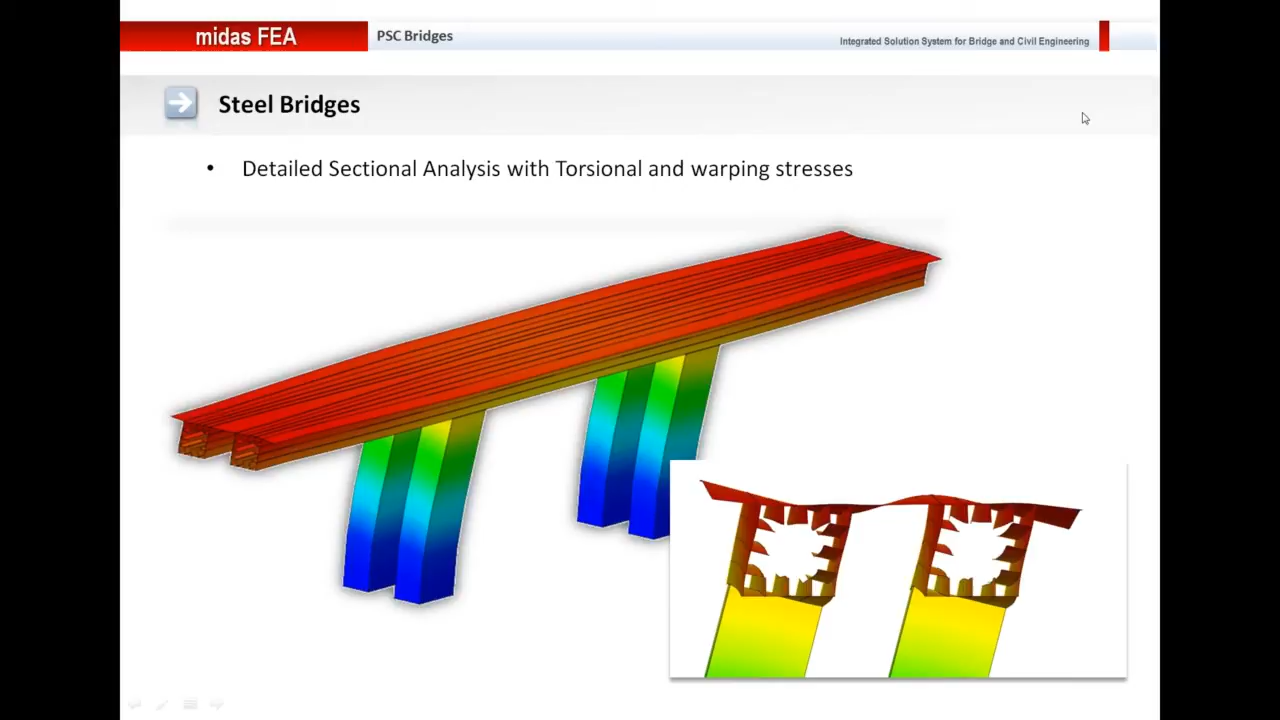 midas FEA
PSC Bridges
Integrated Solution System for Bridge and Civil Engineering
Steel Bridges
• Detailed Sectional Analysis with Torsional and warping stresses